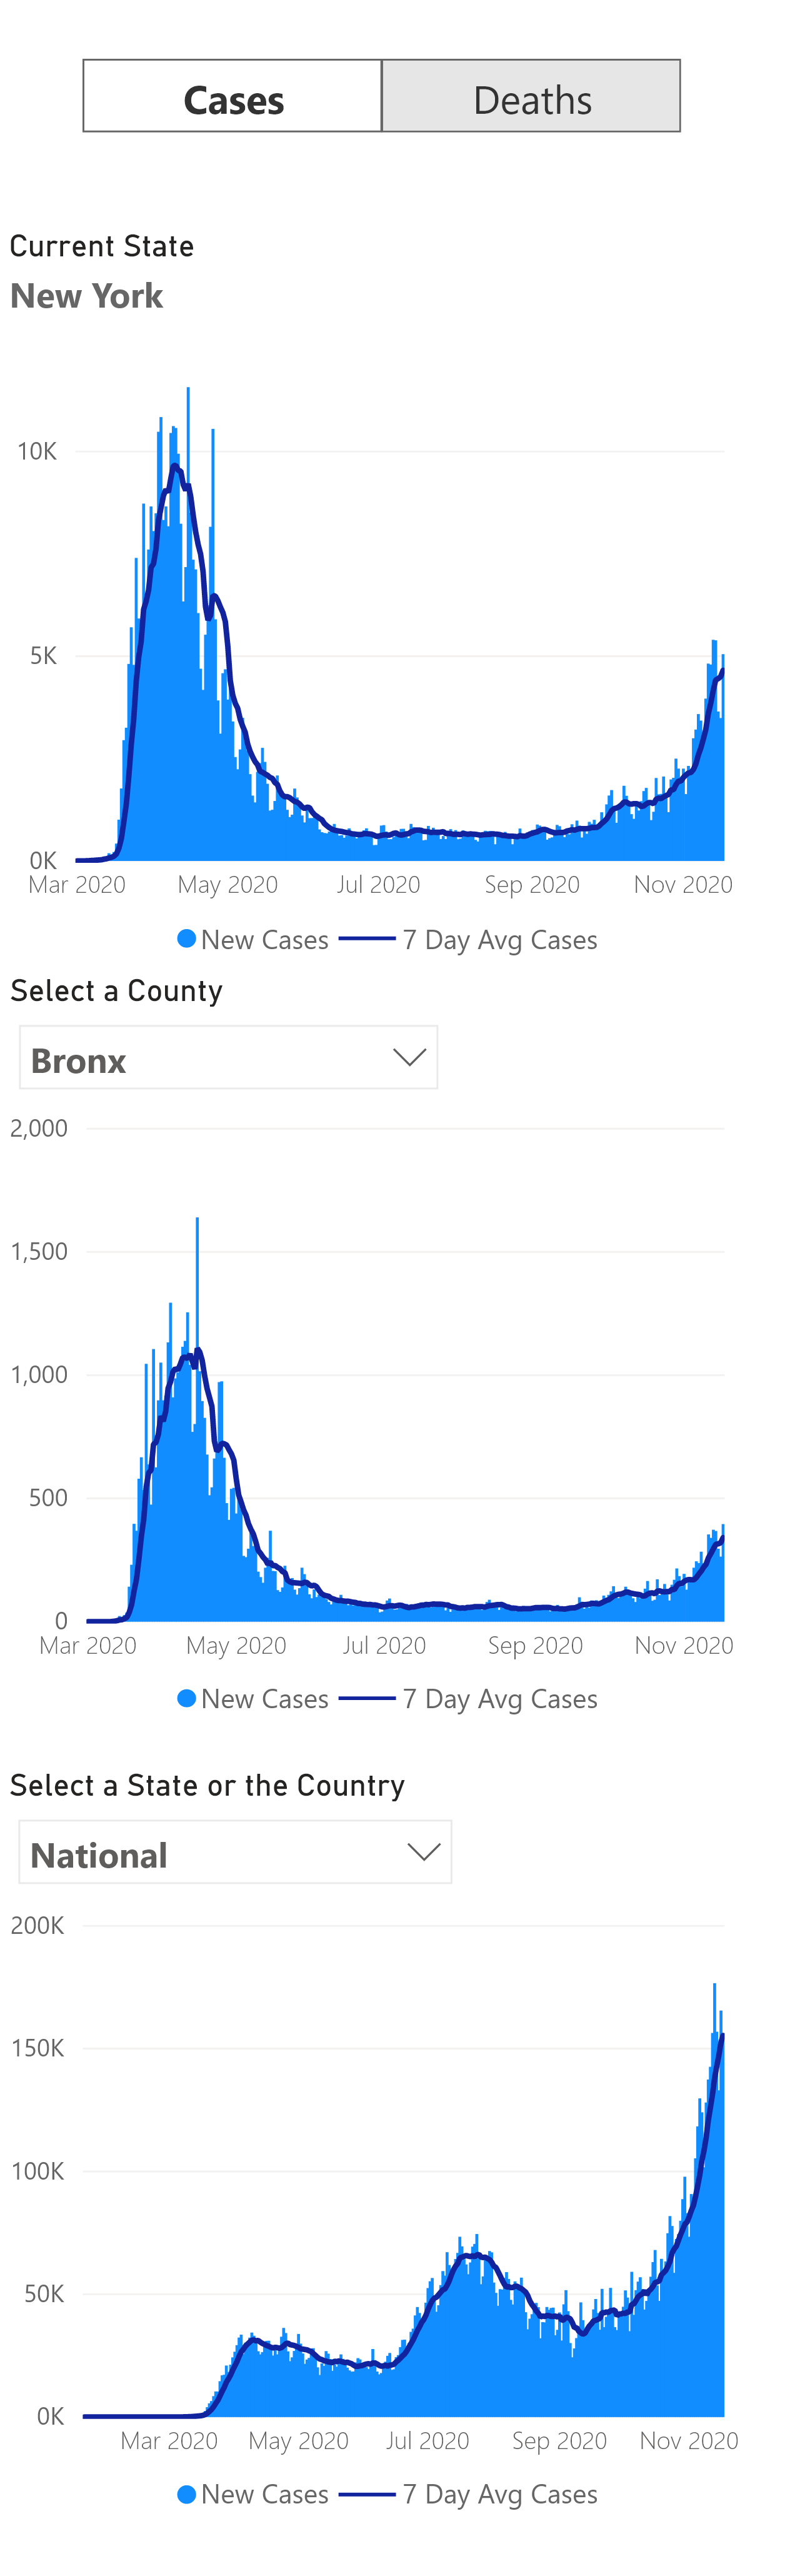 Cases Deaths
Current State
New York
10K
5K
0K
Mar 2020 May 2020 Jul 2020 Sep 2020 Nov 2020
New Cases 7 Day Avg Cases
Select a County
Bronx
2,000
1,500
1,000
500
0
Mar 2020 May 2020 Jul 2020 Sep 2020 Nov 2020
New Cases 7 Day Avg Cases
Select a State or the Country
National
200K
150K
100K
50K
0K
Mar 2020 May 2020 Jul 2020 Sep 2020 Nov 2020
New Cases 7 Day Avg Cases